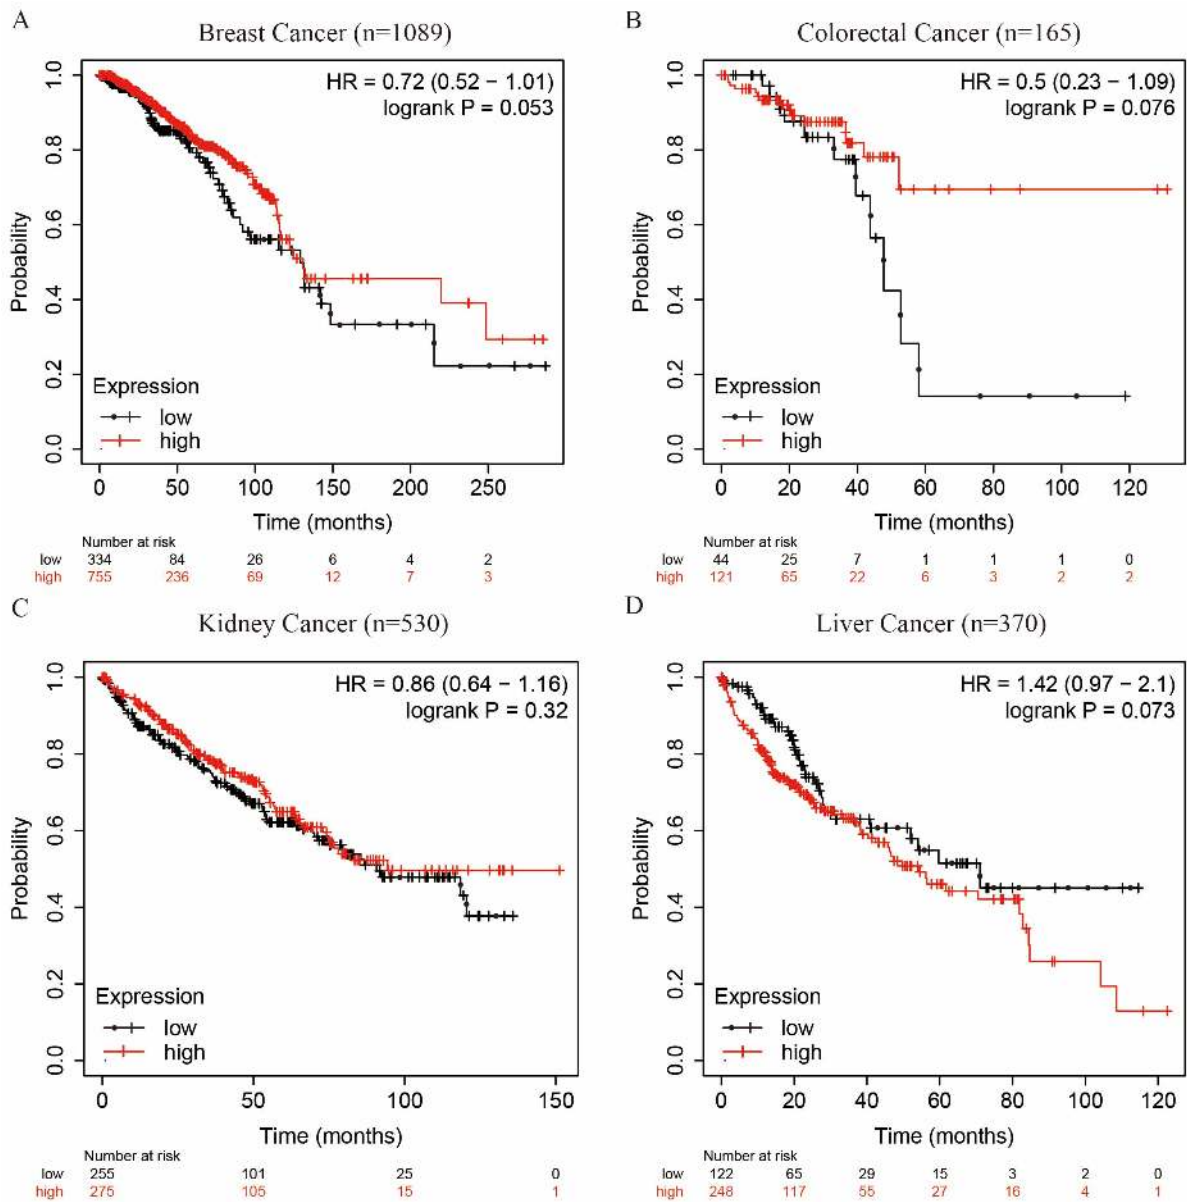 A
Breast Cancer (n=1089)
HR = 0.72 (0.52 − 1.01)
logrank P = 0.053
Probability
1.0
0.8
0.6
0.4
0.2
0.0
Expression
low
high
0 50 100 150 200 250
Time (months)
Number at risk
low 334 84 26 6 4 2
high 755 236 69 12 7 3
B
Colorectal Cancer (n=165)
HR = 0.5 (0.23 − 1.09)
logrank P = 0.076
Probability
1.0
0.8
0.6
0.4
0.2
0.0
Expression
low
high
0 20 40 60 80 100 120
Time (months)
Number at risk
low 44 25 7 1 1 1 0
high 121 65 22 6 3 2 2
C
Kidney Cancer (n=530)
HR = 0.86 (0.64 − 1.16)
logrank P = 0.32
Probability
1.0
0.8
0.6
0.4
0.2
0.0
Expression
low
high
0 50 100 150
Time (months)
Number at risk
low 255 101 25 0
high 275 105 15 1
D
Liver Cancer (n=370)
HR = 1.42 (0.97 − 2.1)
logrank P = 0.073
Probability
1.0
0.8
0.6
0.4
0.2
0.0
Expression
low
high
0 20 40 60 80 100 120
Time (months)
Number at risk
low 122 65 29 15 3 2 0
high 248 117 55 27 16 4 1